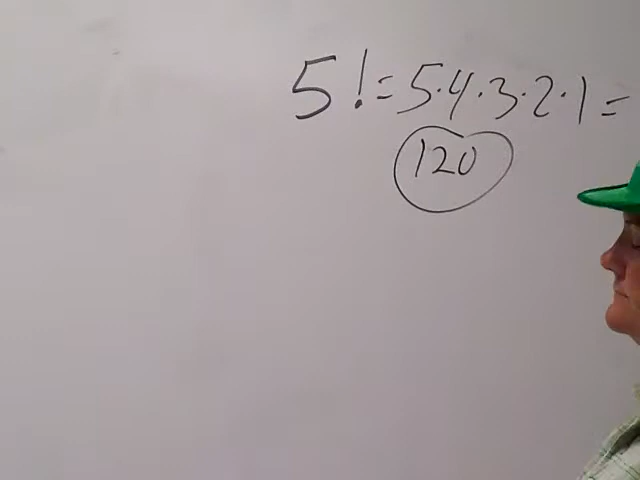 5! = 5·4·3·2·1 =
120